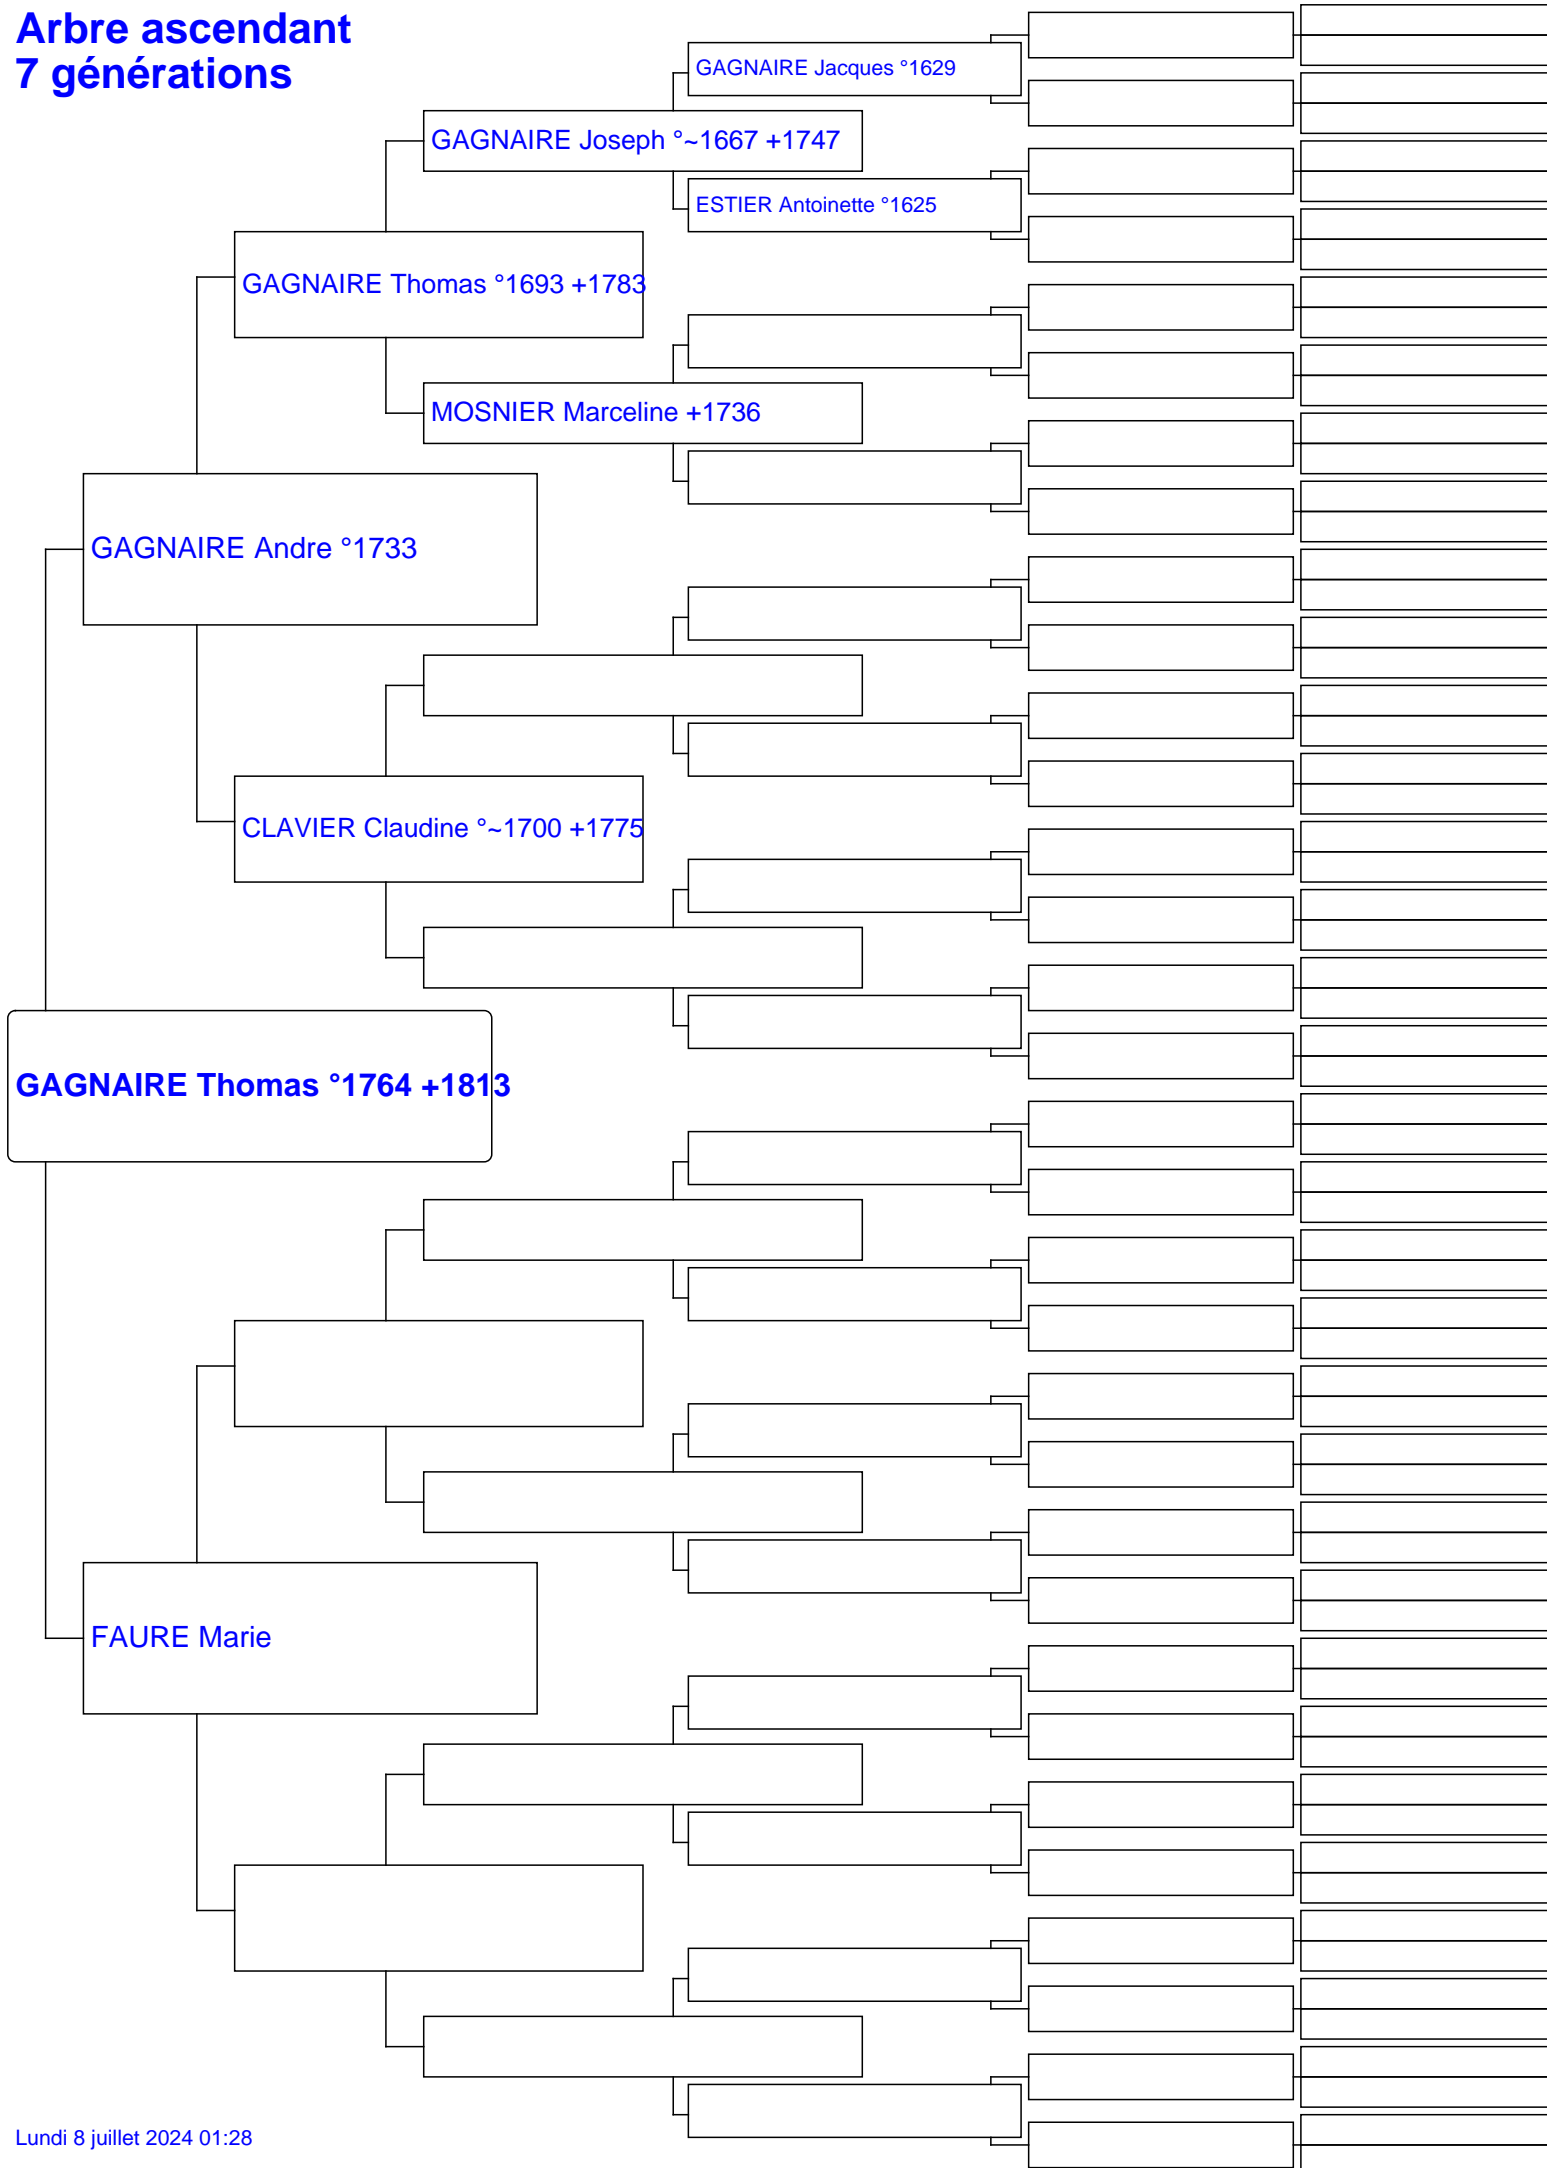 Arbre ascendant
7 générations
GAGNAIRE Jacques °1629
GAGNAIRE Joseph °~1667 +1747
ESTIER Antoinette °1625
GAGNAIRE Thomas °1693 +1783
MOSNIER Marceline +1736
GAGNAIRE Andre °1733
CLAVIER Claudine °~1700 +1775
GAGNAIRE Thomas °1764 +1813
FAURE Marie
Lundi 8 juillet 2024 01:28